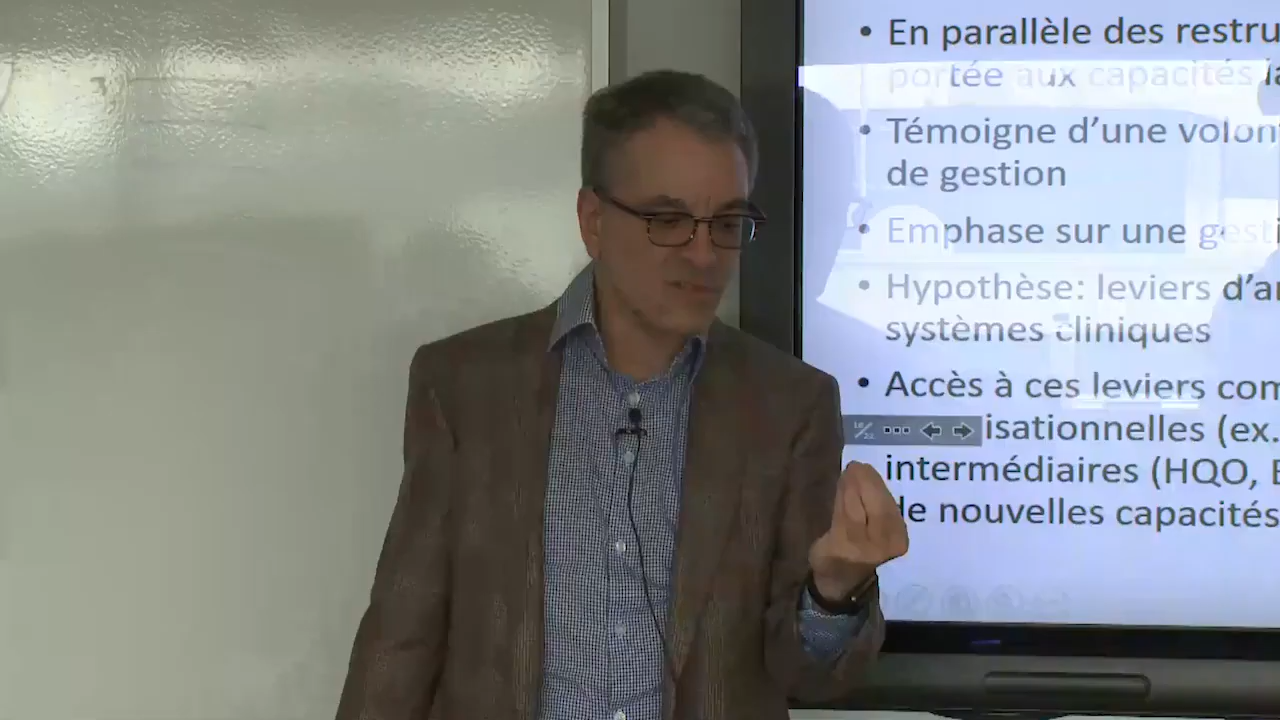 • En parallèle des restru
portée aux capacités
• Témoigne d'une volon
de gestion
• Emphase sur une gesti
• Hypothèse: leviers d'a
systèmes cliniques
• Accès à ces leviers com
isationnelles (ex.
intermédiaires (HQO,
de nouvelles capacités